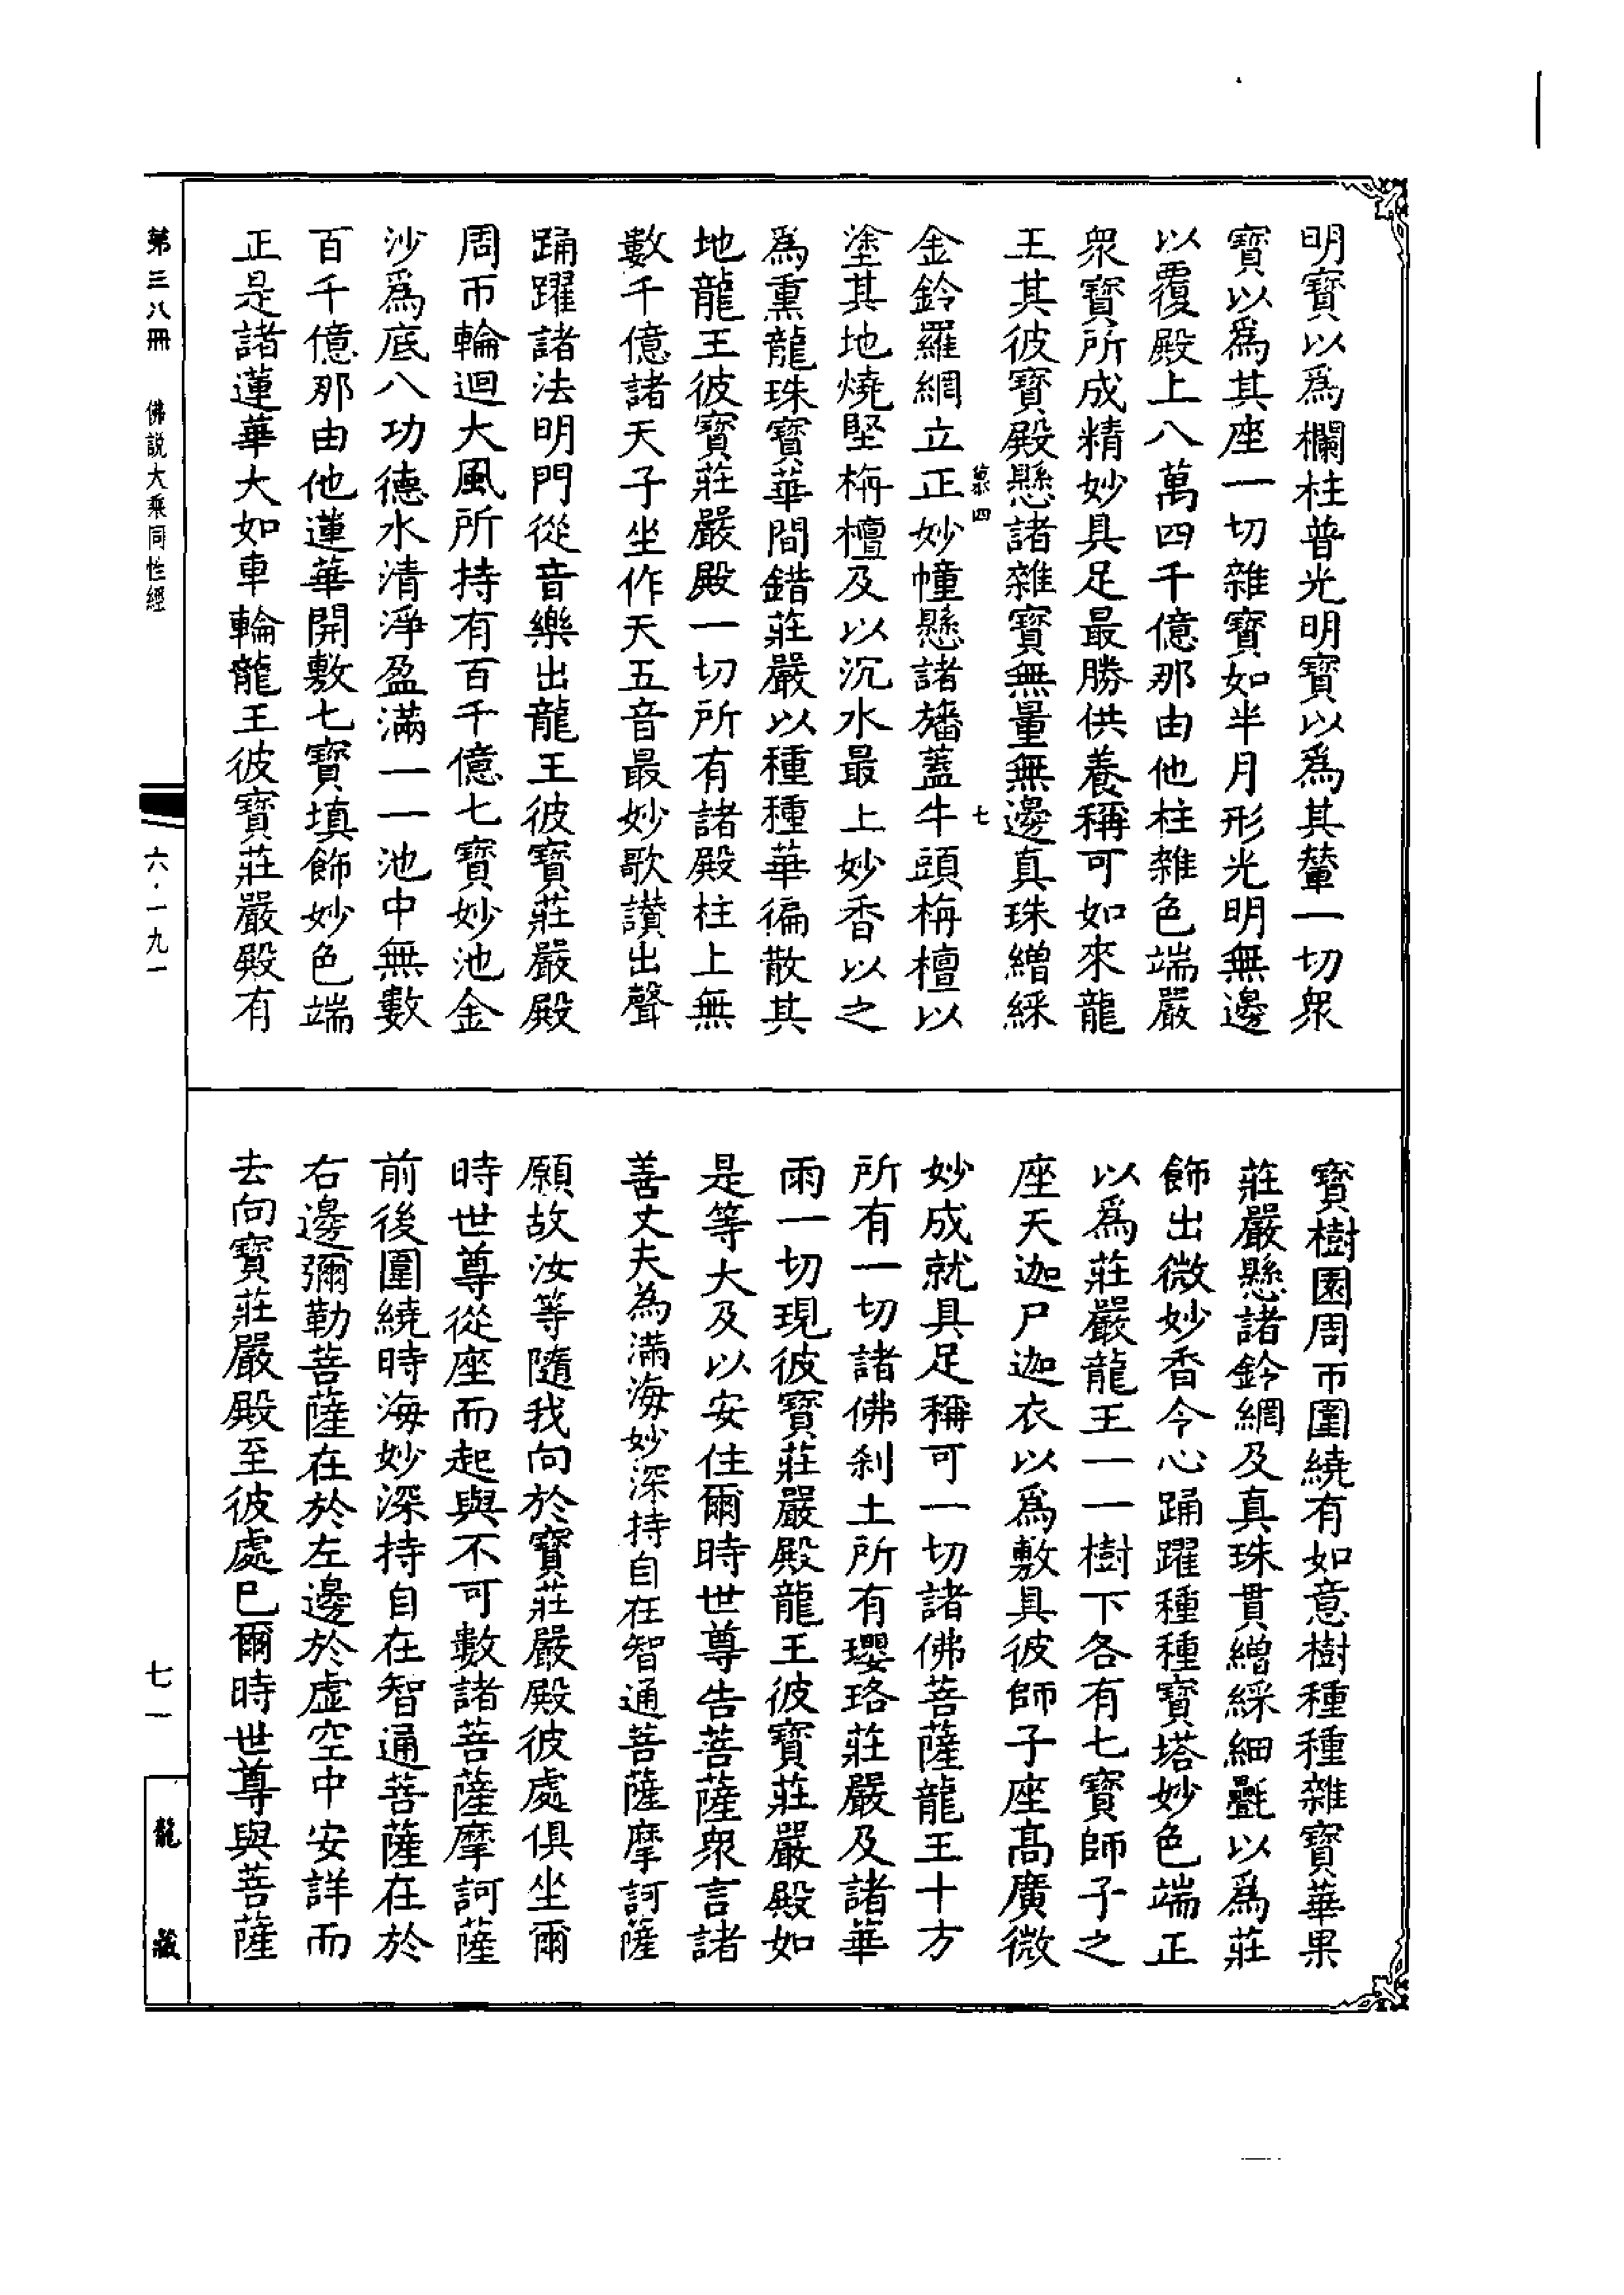 明寶以爲欄柱普光明寶以爲其輦一切衆
寶以爲其座一切雜寶如半月形光明無邊
以覆殿上八萬四千億那由他柱雜色端嚴
衆寶所成精妙具足最勝供養稱可如來龍
王其彼寶殿懸諸雜寶無量無邊真珠繒綵
四 七
金鈴羅網立正妙幢懸諸旛蓋牛頭栴檀以
塗其地燒堅栴檀及以沉水最上妙香以之
爲熏龍珠寶華間錯莊嚴以種種華徧散其
地龍王彼寶莊嚴殿一切所有諸殿柱上無
數千億諸天子坐作天五音最妙歌讃出聲
踊躍諸法明門從音樂出龍王彼寶莊嚴殿
周帀輪迴大風所持有百千億七寶妙池金
沙爲底八功德水清淨盈滿一一池中無數
百千億那由他蓮華開敷七寶填飾妙色端
正是諸蓮華大如車輪龍王彼寶莊嚴殿有
寶樹園周帀圍繞有如意樹種種雜寶華果
莊嚴懸諸鈴網及真珠貫繒綵細㲲以爲莊
飾出微妙香令心踊躍種種寶塔妙色端正
以爲莊嚴龍王一一樹下各有七寶師子之
座天迦尸迦衣以爲敷具彼師子座高廣微
妙成就具足稱可一切諸佛菩薩龍王十方
所有一切諸佛刹土所有瓔珞莊嚴及諸華
雨一切現彼寶莊嚴殿龍王彼寶莊嚴殿如
是等大及以安住爾時世尊告菩薩衆言諸
善丈夫為滿海妙深持自在智通菩薩摩訶薩
願故汝等隨我向於寶莊嚴殿彼處俱坐爾
時世尊從座而起與不可數諸菩薩摩訶薩
前後圍繞時海妙深持自在智通菩薩在於
右邊彌勒菩薩在於左邊於虛空中安詳而
去向寶莊嚴殿至彼處已爾時世尊與菩薩
第三八冊 佛說大乘同性經
六·一九一
七一
龍藏